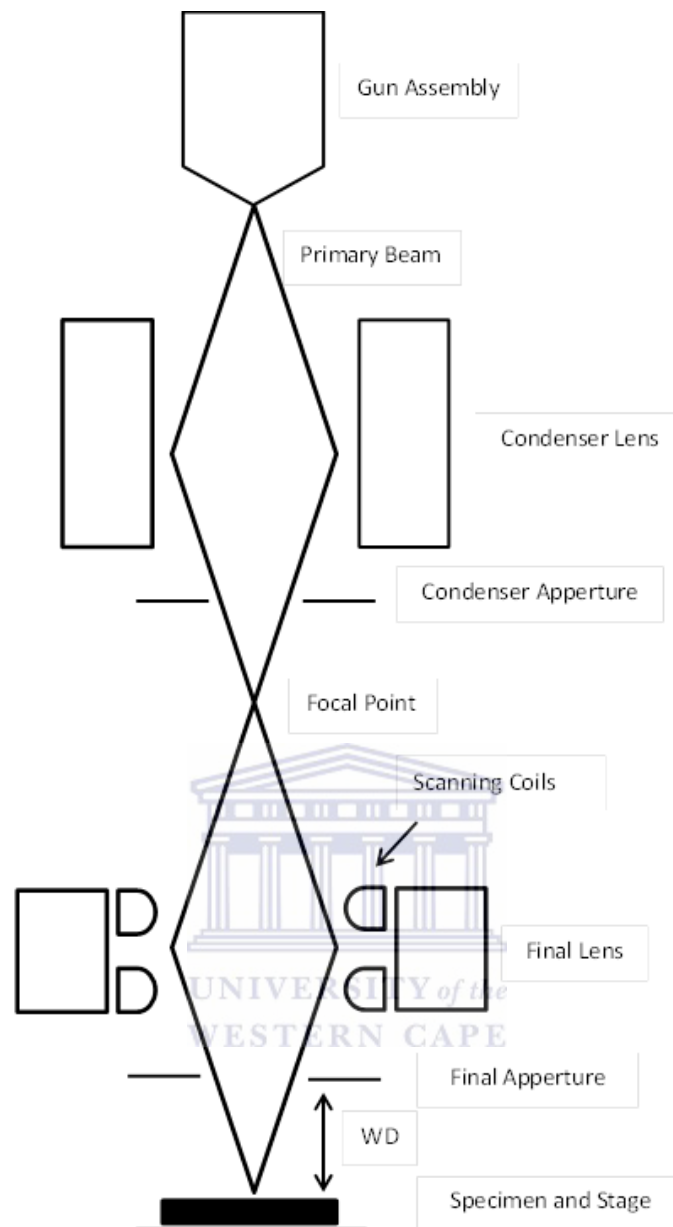 Gun Assembly
Primary Beam
Condenser Lens
Condenser Apperture
Focal Point
Scanning Coils
Final Lens
UNIVERSITY of the
WESTERN CAPE
Final Apperture
WD
Specimen and Stage